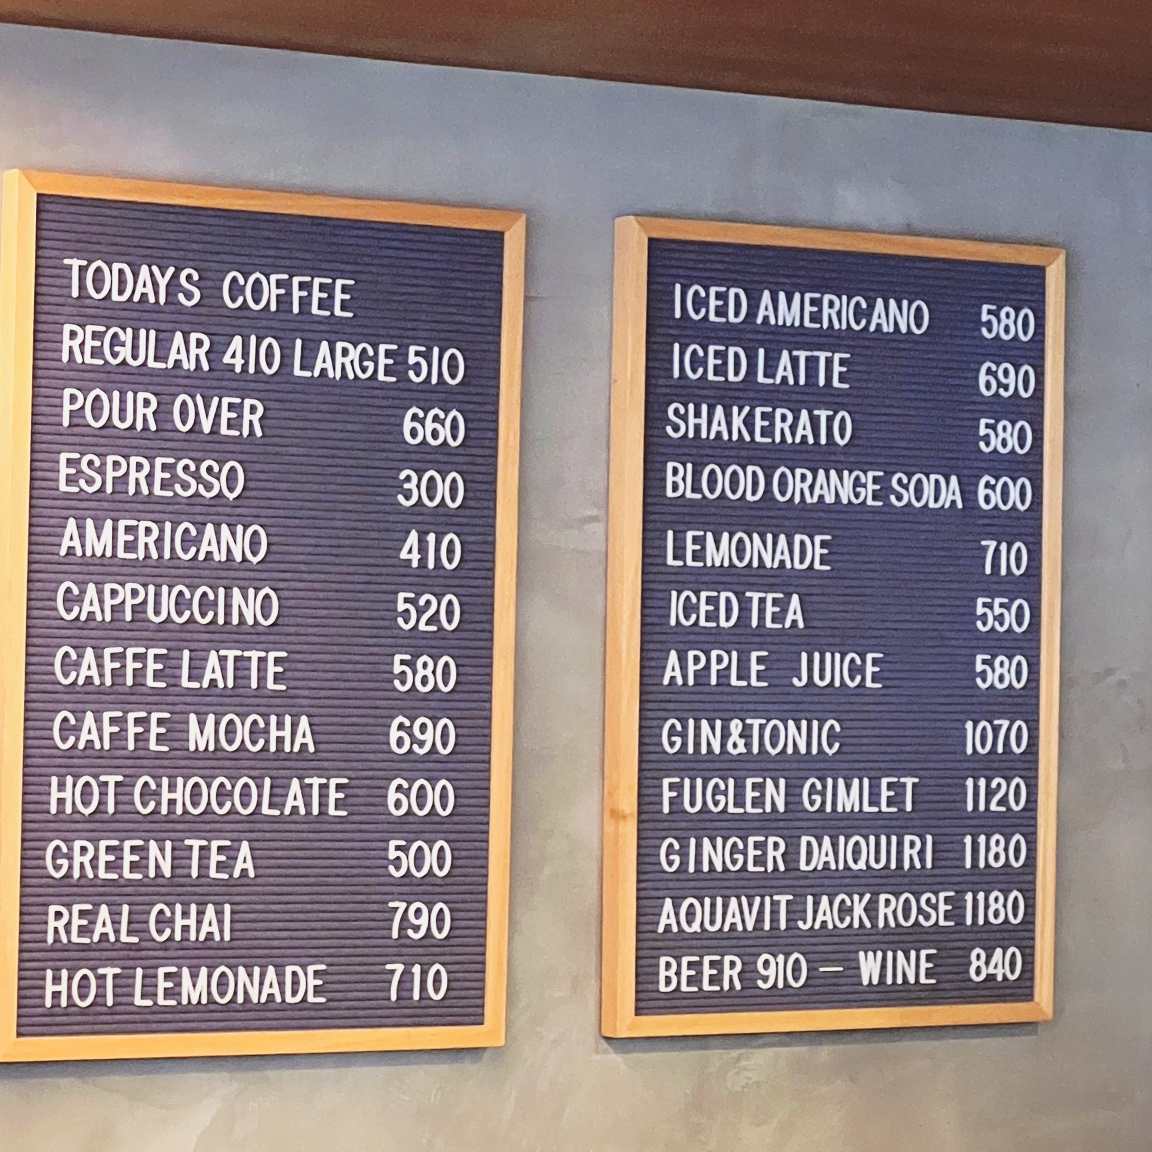 TODAYS COFFEE
REGULAR 410 LARGE 510
POUR OVER 660
ESPRESSO 300
AMERICANO 410
CAPPUCCINO 520
CAFFE LATTE 580
CAFFE MOCHA 690
HOT CHOCOLATE 600
GREEN TEA 500
REAL CHAI 790
HOT LEMONADE 710
ICED AMERICANO 580
ICED LATTE 690
SHAKERATO 580
BLOOD ORANGE SODA 600
LEMONADE 710
ICED TEA 550
APPLE JUICE 580
GIN&TONIC 1070
FUGLEN GIMLET 1120
GINGER DAIQUIRI 1180
AQUAVIT JACK ROSE 1180
BEER 910 — WINE 840